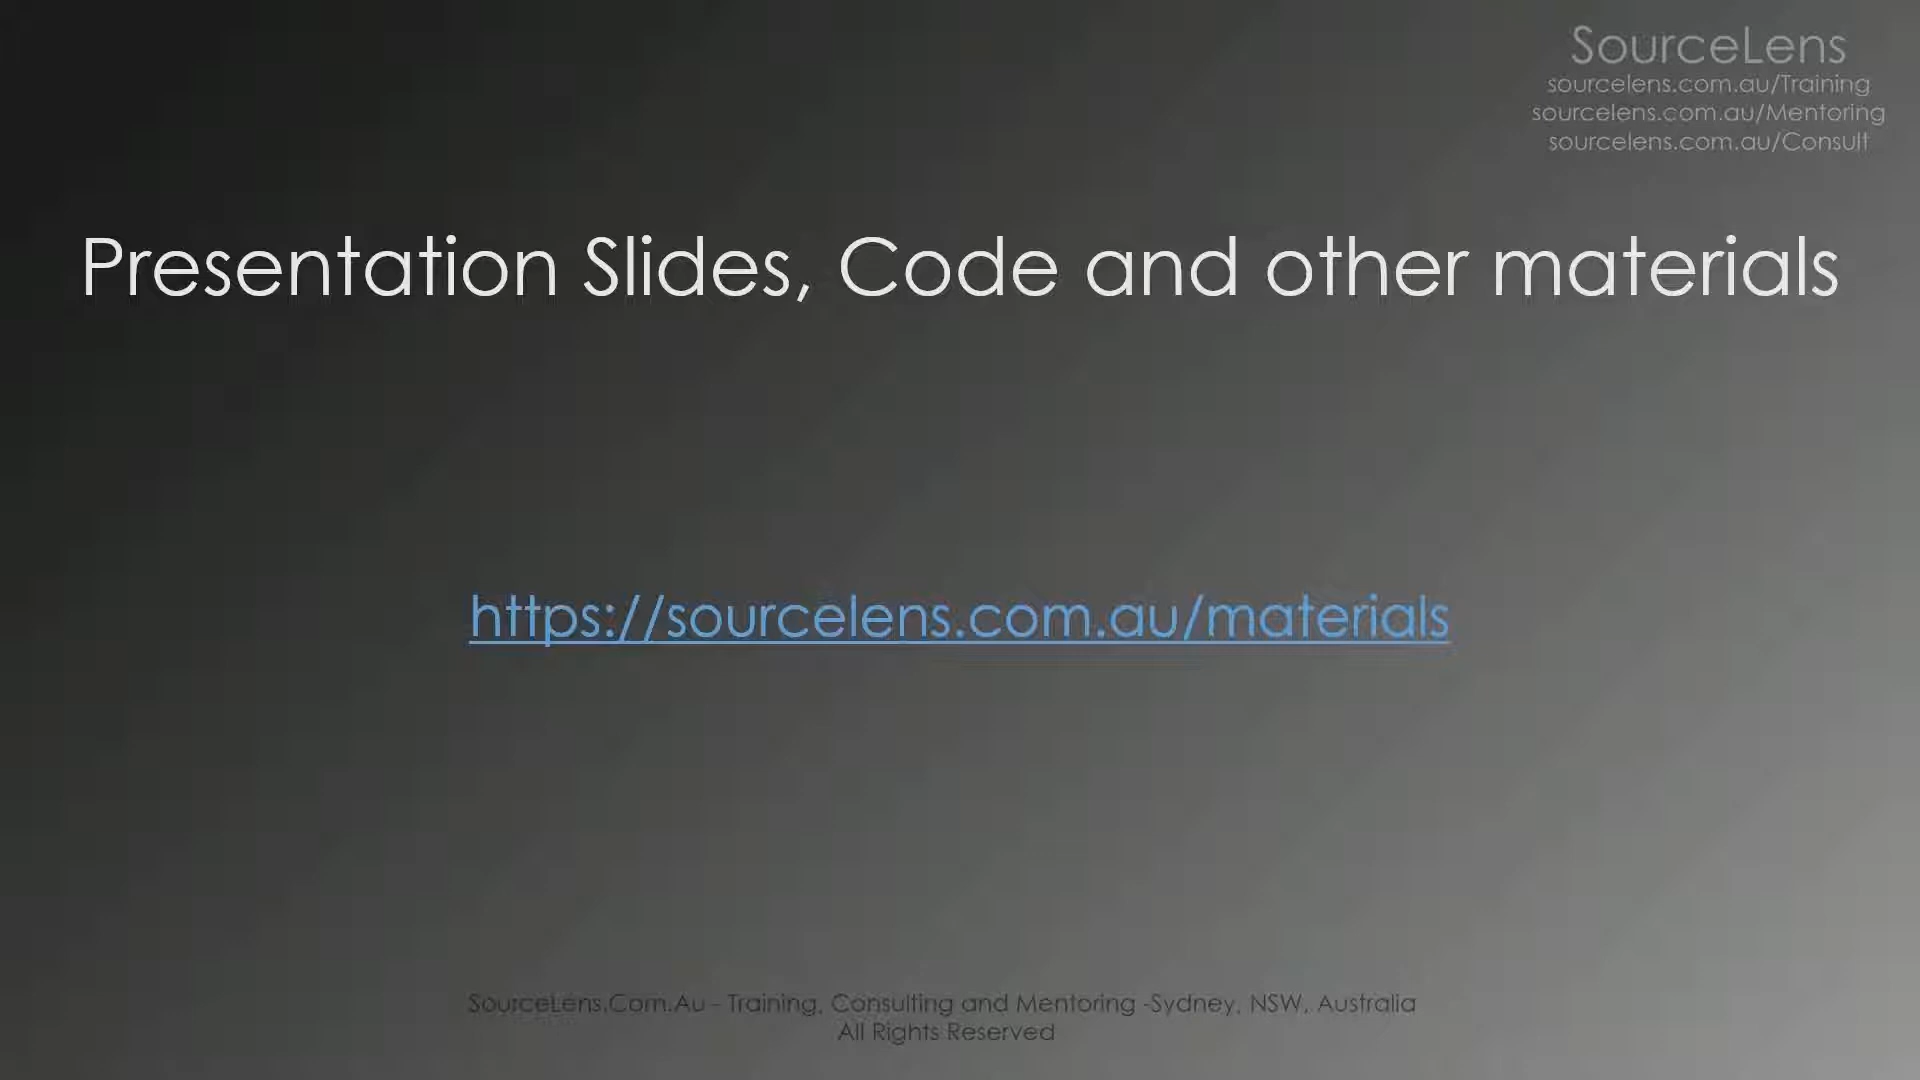 SourceLens
sourcelens.com.au/Training
sourcelens.com.au/Mentoring
sourcelens.com.au/Consult
Presentation Slides, Code and other materials
https://sourcelens.com.au/materials
SourceLens.Com.Au - Training, Consulting and Mentoring -Sydney, NSW, Australia
All Rights Reserved